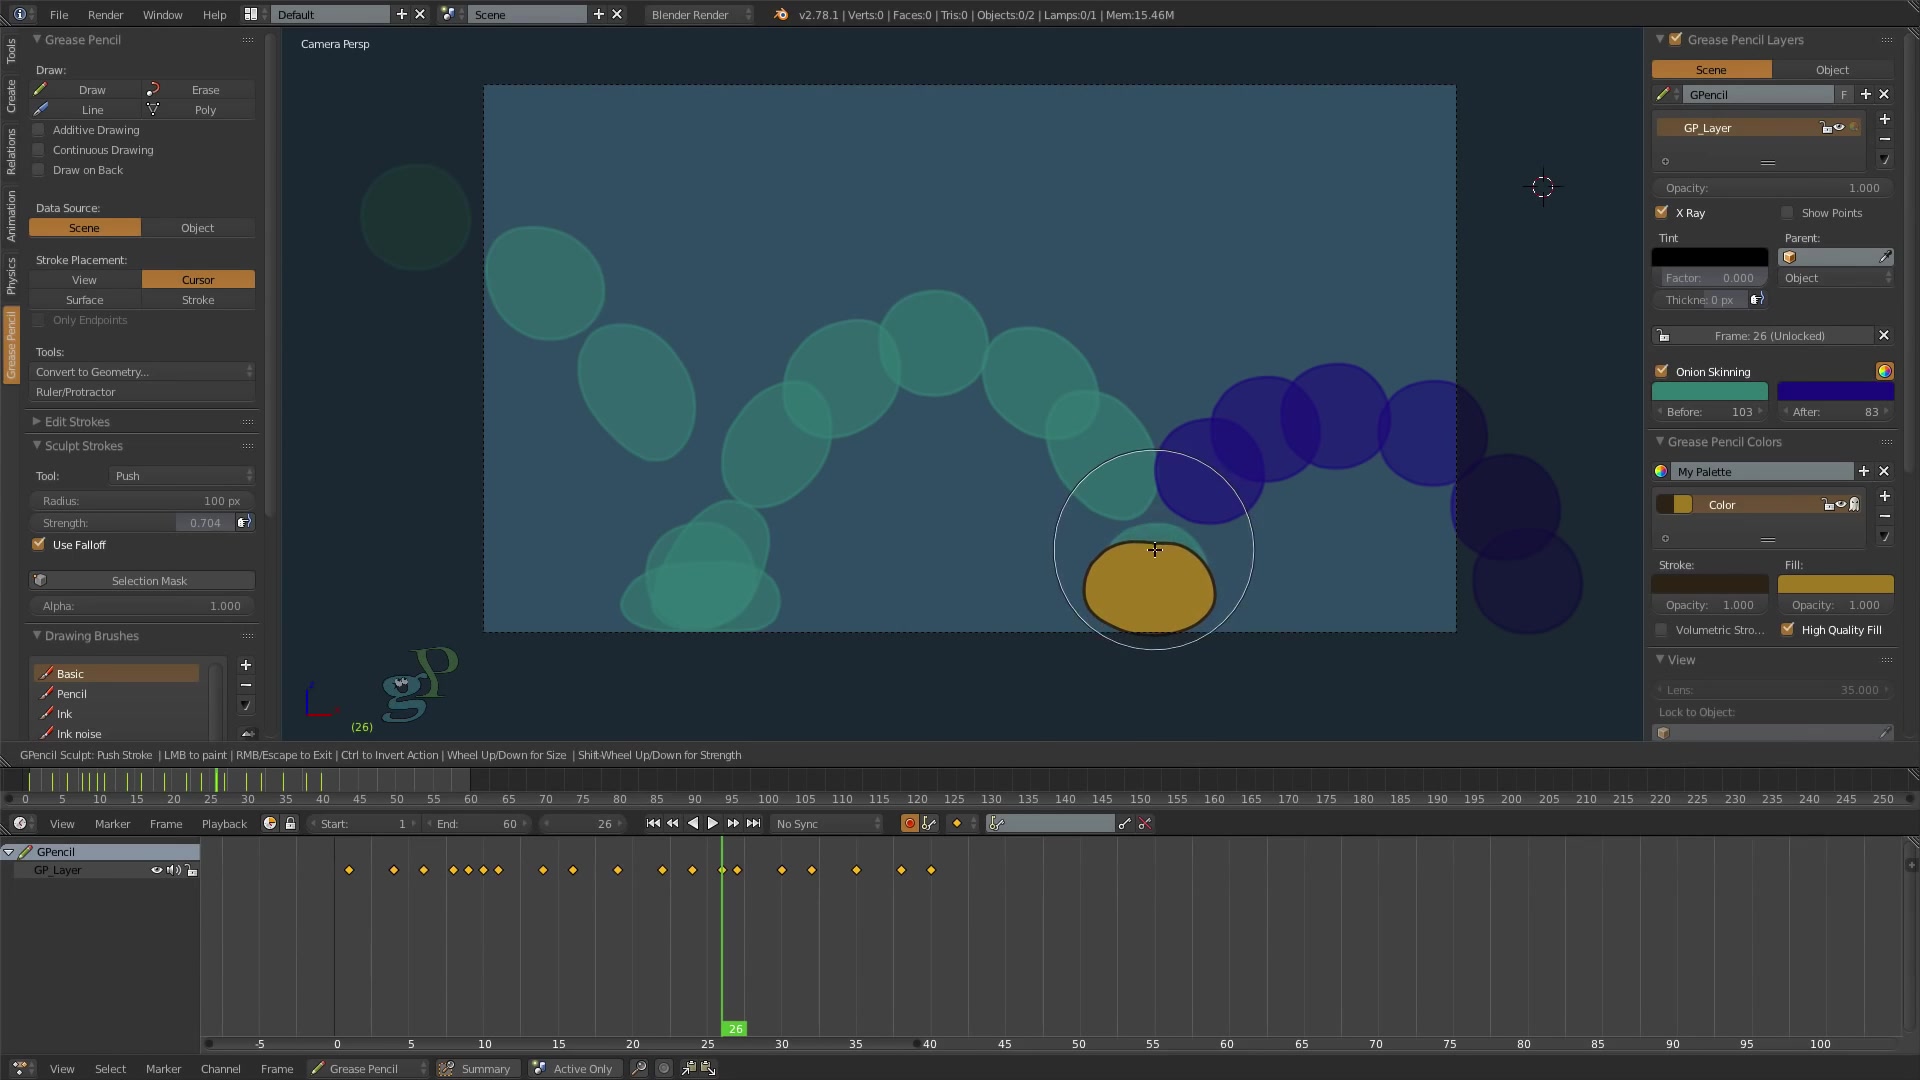 File Render Window Help Default Scene Blender Render v2.78.1 | Verts:0 | Faces:0 | Tris:0 | Objects:0/2 | Lamps:0/1 | Mem:15.46M
Tools
Create
Relations
Animation
Physics
Grease Pencil
Grease Pencil
Draw:
Draw Erase
Line Poly
Additive Drawing
Continuous Drawing
Draw on Back
Data Source:
Scene Object
Stroke Placement:
View Cursor
Surface Stroke
Only Endpoints
Tools:
Convert to Geometry...
Ruler/Protractor
Edit Strokes
Sculpt Strokes
Tool: Push
Radius: 100 px
Strength: 0.704
Use Falloff
Selection Mask
Alpha: 1.000
Drawing Brushes
Basic
Pencil
Ink
Ink noise
Camera Persp
gP
(26)
Grease Pencil Layers
Scene Object
GPencil F
GP_Layer
Opacity: 1.000
X Ray Show Points
Tint Parent:
Factor: 0.000 Object
Thickne: 0 px
Frame: 26 (Unlocked)
Onion Skinning
Before: 103 After: 83
Grease Pencil Colors
My Palette
Color
Stroke: Fill:
Opacity: 1.000 Opacity: 1.000
Volumetric Stro... High Quality Fill
View
Lens: 35.000
Lock to Object:
GPencil Sculpt: Push Stroke | LMB to paint | RMB/Escape to Exit | Ctrl to Invert Action | Wheel Up/Down for Size | Shift-Wheel Up/Down for Strength
0 5 10 15 20 25 30 35 40 45 50 55 60 65 70 75 80 85 90 95 100 105 110 115 120 125 130 135 140 145 150 155 160 165 170 175 180 185 190 195 200 205 210 215 220 225 230 235 240 245 250
View Marker Frame Playback Start: 1 End: 60 26 No Sync
GPencil
GP_Layer
26
-5 0 5 10 15 20 25 30 35 40 45 50 55 60 65 70 75 80 85 90 95 100
View Select Marker Channel Frame Grease Pencil Summary Active Only